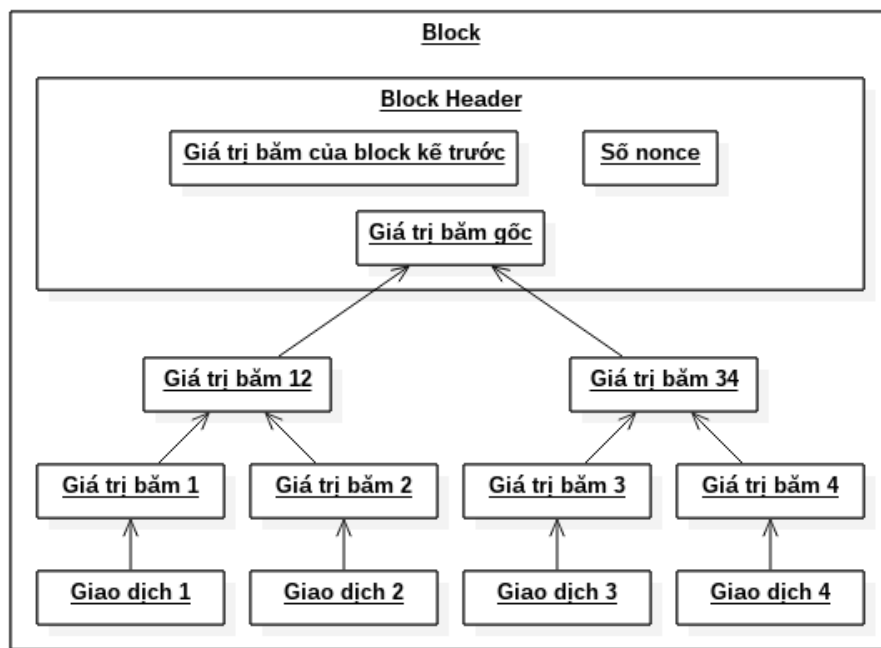 Block
Block Header
Giá trị băm của block kế trước
Số nonce
Giá trị băm gốc
Giá trị băm 12
Giá trị băm 34
Giá trị băm 1
Giá trị băm 2
Giá trị băm 3
Giá trị băm 4
Giao dịch 1
Giao dịch 2
Giao dịch 3
Giao dịch 4